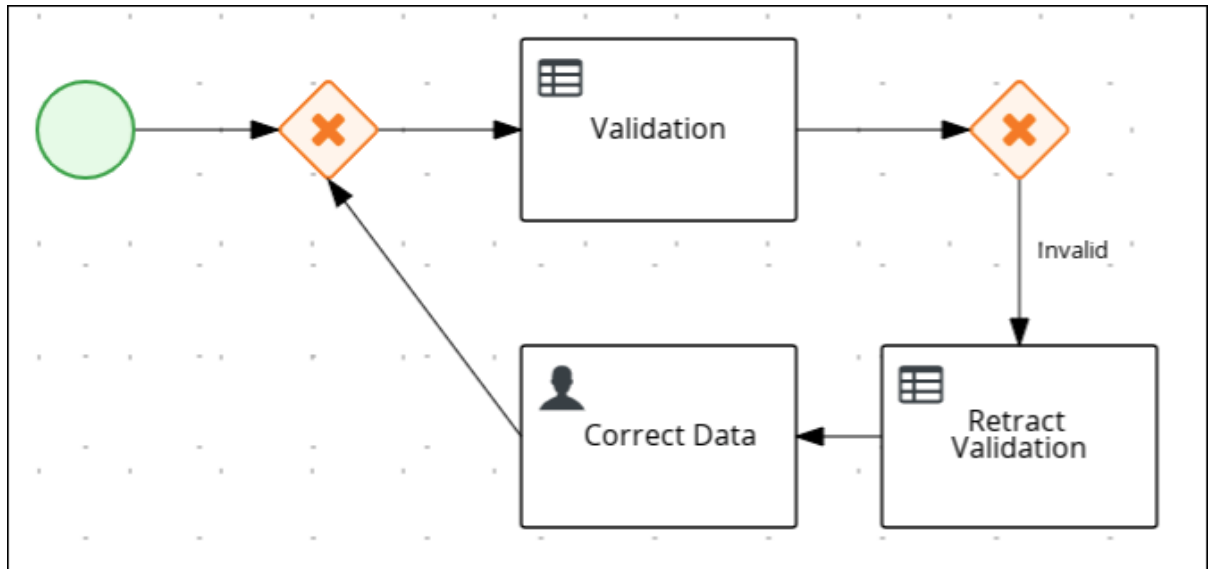 Validation
Invalid
Correct Data
Retract
Validation